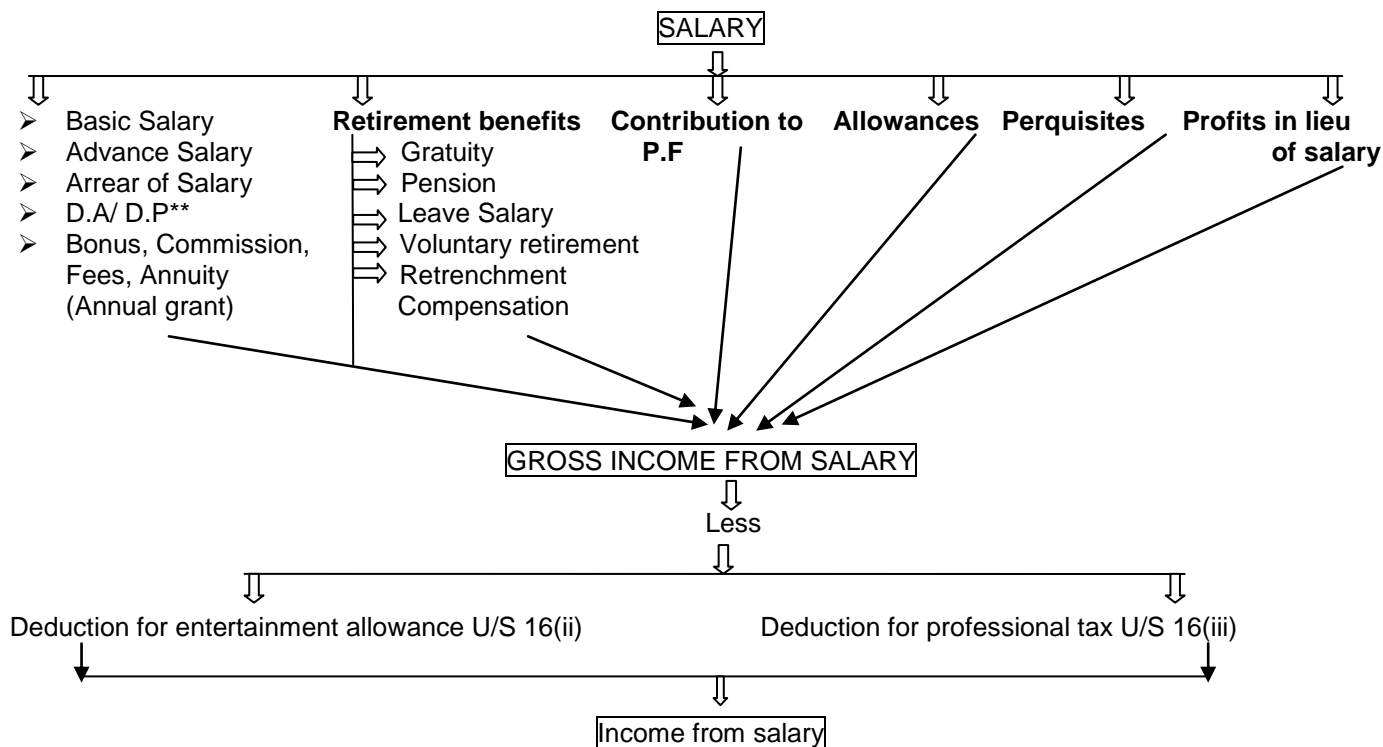 SALARY
Basic Salary
Advance Salary
Arrear of Salary
D.A/ D.P**
Bonus, Commission,
Fees, Annuity
(Annual grant)
Retirement benefits
Gratuity
Pension
Leave Salary
Voluntary retirement
Retrenchment
Compensation
Contribution to
P.F
Allowances
Perquisites
Profits in lieu
of salary
GROSS INCOME FROM SALARY
Less
Deduction for entertainment allowance U/S 16(ii)
Deduction for professional tax U/S 16(iii)
Income from salary